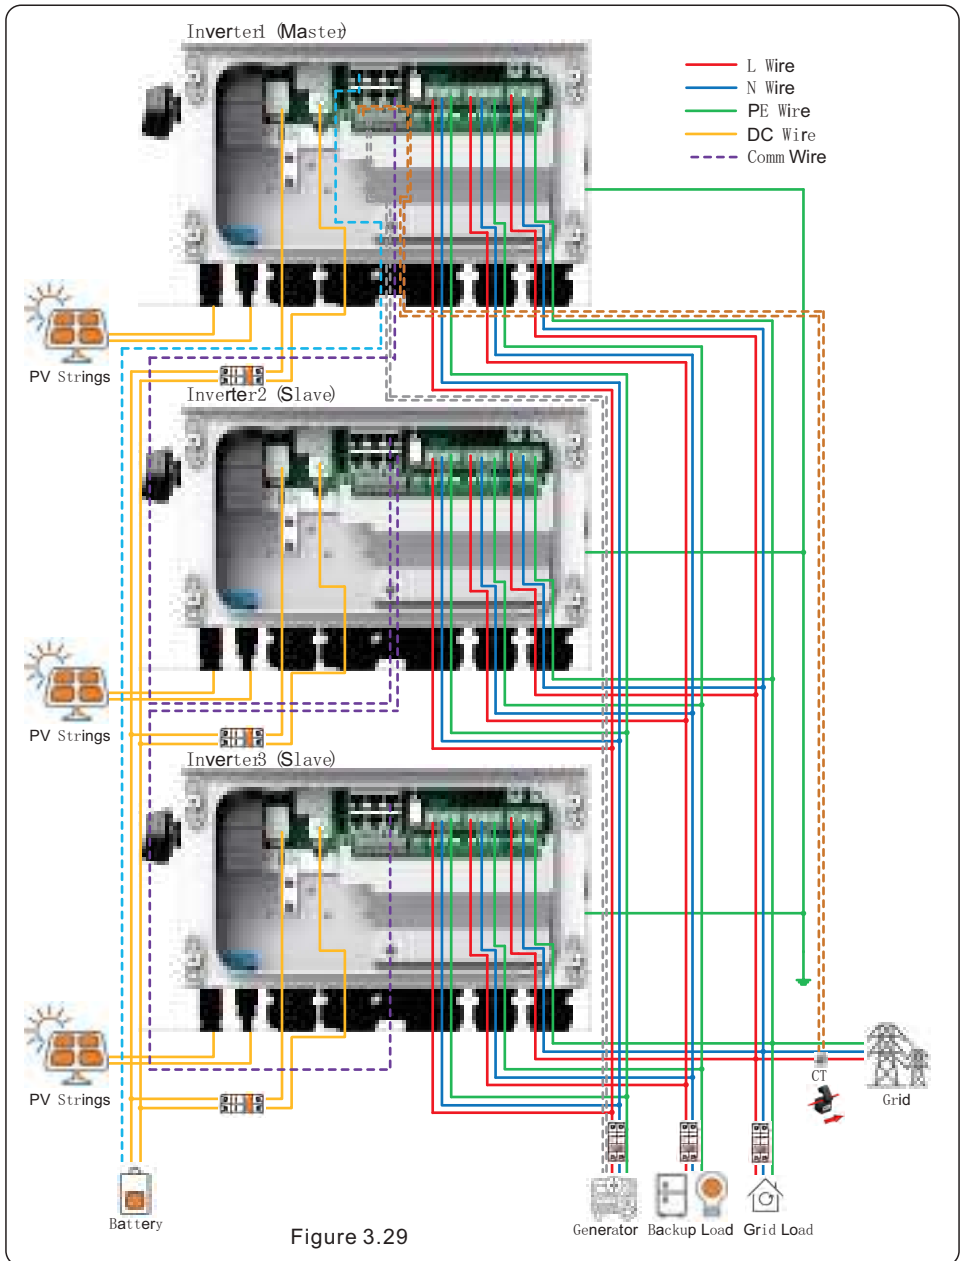 Inverter1 (Master)
L Wire
N Wire
PE Wire
DC Wire
Comm Wire
PV Strings
Inverter2 (Slave)
PV Strings
Inverter3 (Slave)
PV Strings
CT
Grid
Battery
Generator
Backup Load
Grid Load
Figure 3.29